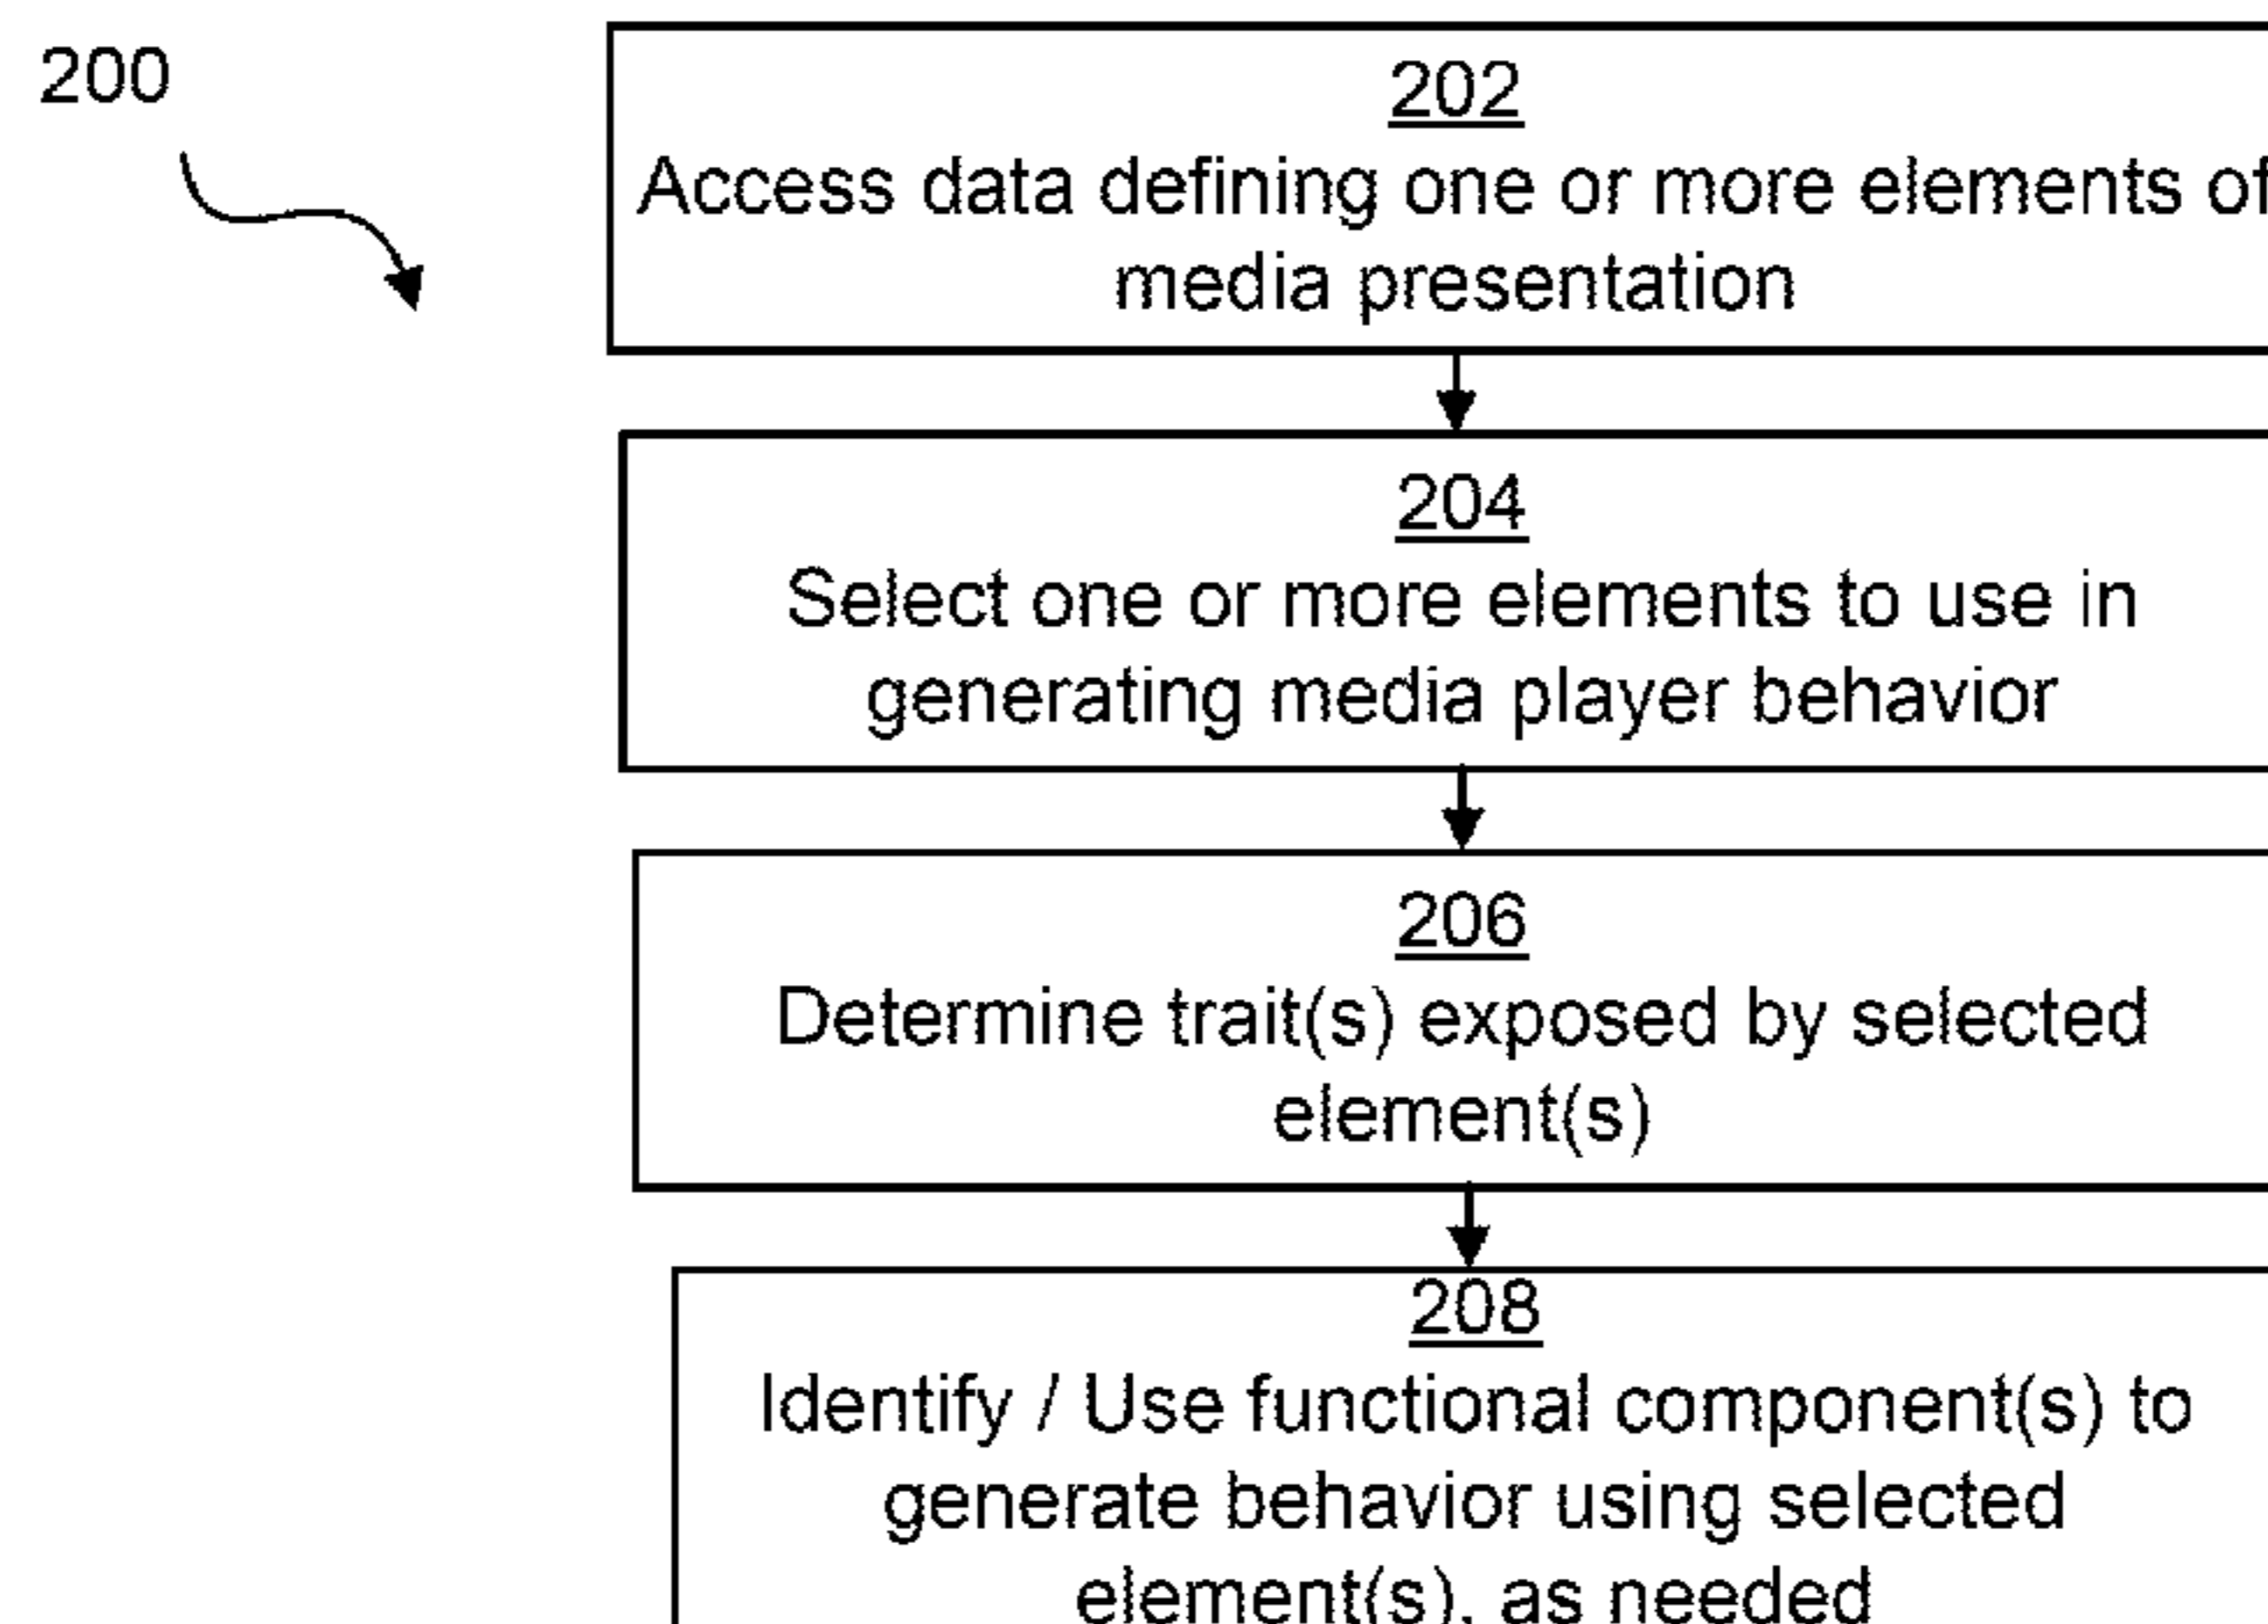 200
202
Access data defining one or more elements of
media presentation
204
Select one or more elements to use in
generating media player behavior
206
Determine trait(s) exposed by selected
element(s)
208
Identify / Use functional component(s) to
generate behavior using selected
element(s), as needed